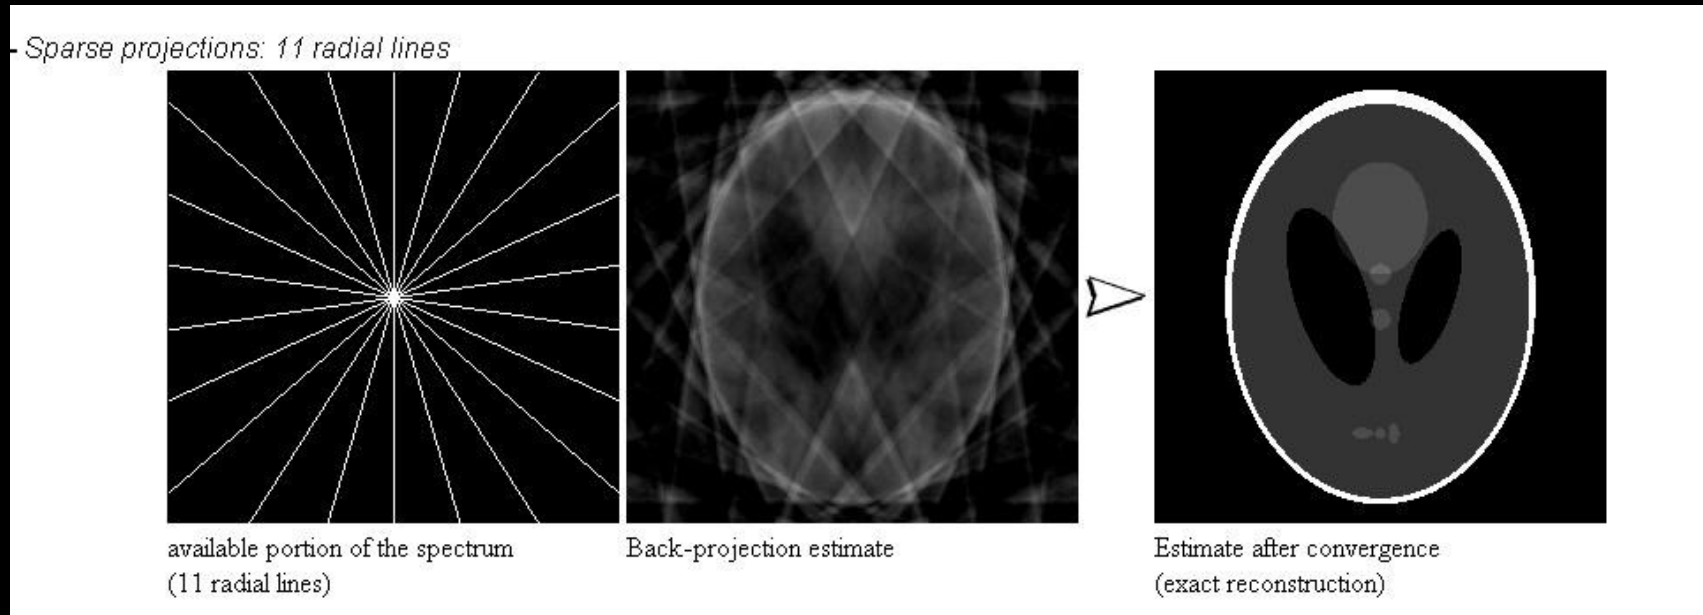 - Sparse projections: 11 radial lines
available portion of the spectrum
(11 radial lines)
Back-projection estimate
Estimate after convergence
(exact reconstruction)